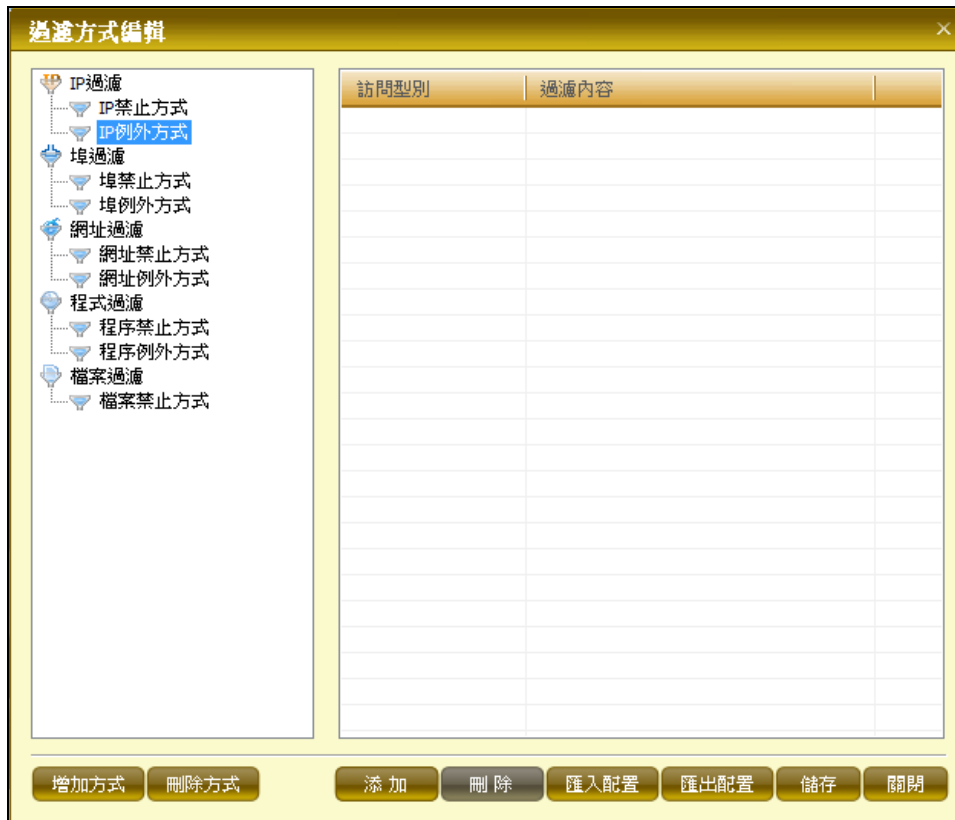 過濾方式編輯
IP過濾
IP禁止方式
IP例外方式
埠過濾
埠禁止方式
埠例外方式
網址過濾
網址禁止方式
網址例外方式
程式過濾
程序禁止方式
程序例外方式
檔案過濾
檔案禁止方式
訪問型別 過濾內容
增加方式 刪除方式 添 加 刪 除 匯入配置 匯出配置 儲存 關閉